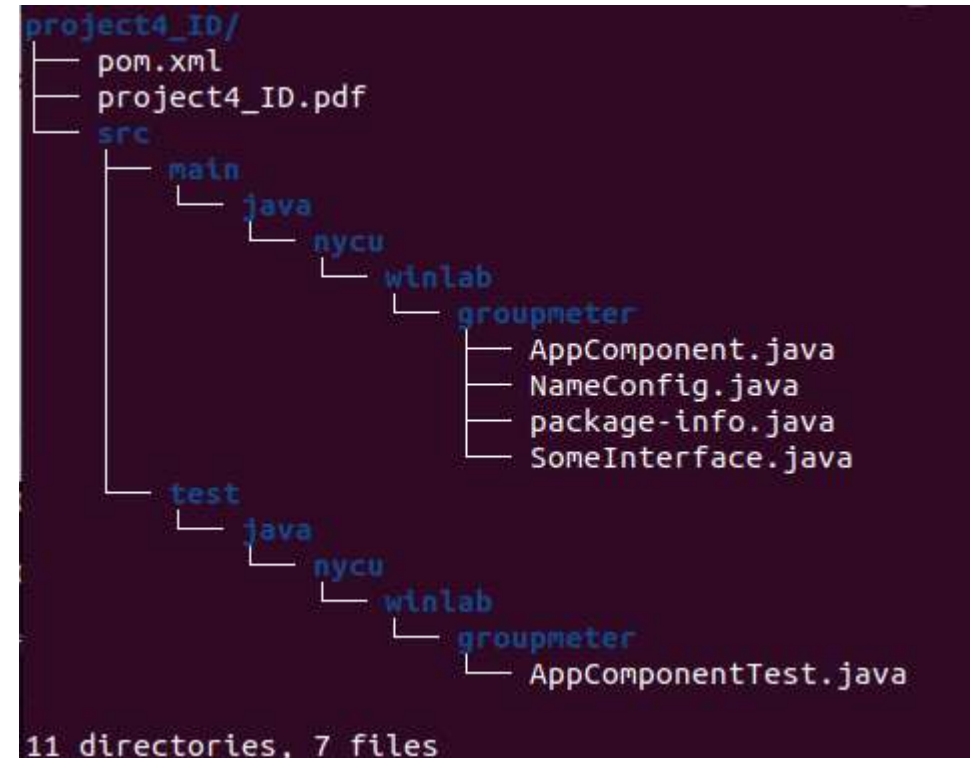 project4_ID/
├── pom.xml
├── project4_ID.pdf
└── src
    ├── main
    │   └── java
    │       └── nycu
    │           └── winlab
    │               └── groupmeter
    │                   ├── AppComponent.java
    │                   ├── NameConfig.java
    │                   ├── package-info.java
    │                   └── SomeInterface.java
    └── test
        └── java
            └── nycu
                └── winlab
                    └── groupmeter
                        └── AppComponentTest.java
11 directories, 7 files